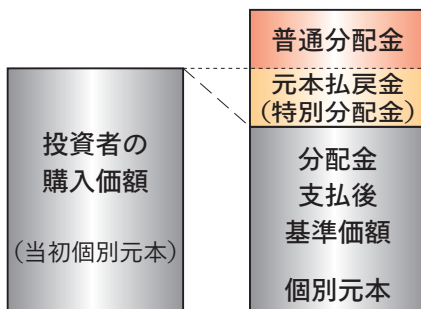 普通分配金
元本払戻金
（特別分配金）
投資者の
購入価額
（当初個別元本）
分配金
支払後
基準価額
個別元本